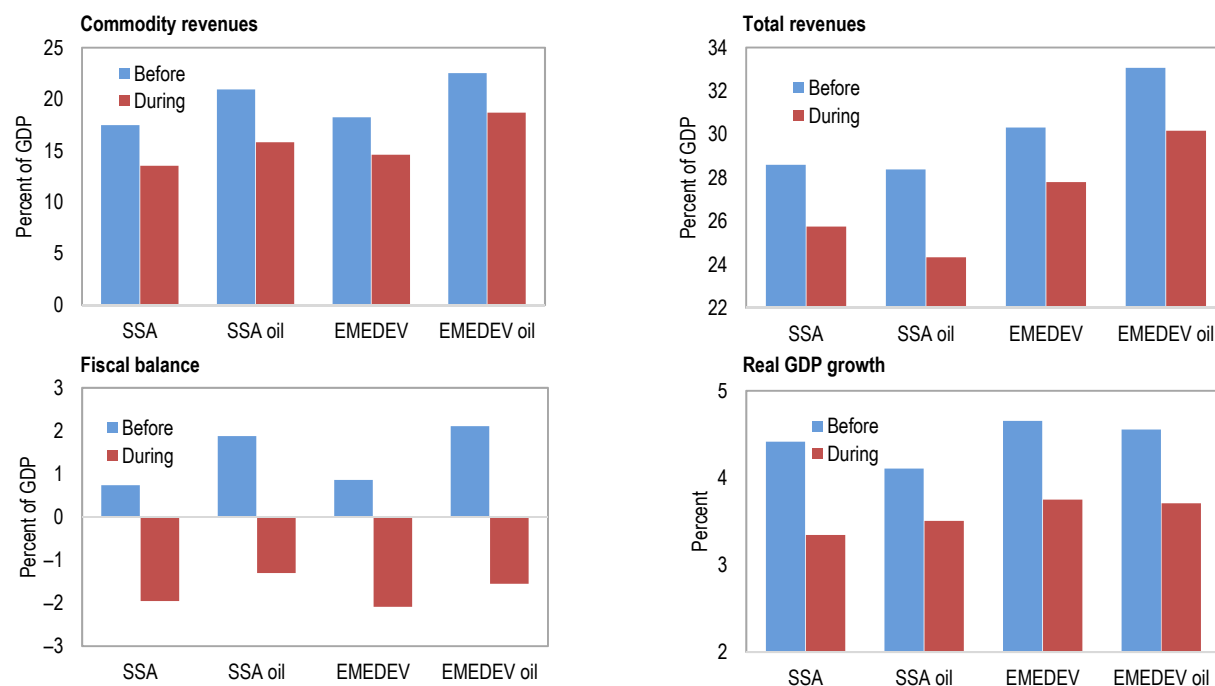 Commodity revenues
25
20
15
10
5
0
Percent of GDP
Before
During
SSA SSA oil EMEDEV EMEDEV oil
Total revenues
34
32
30
28
26
24
22
Percent of GDP
Before
During
SSA SSA oil EMEDEV EMEDEV oil
Fiscal balance
3
2
1
0
–1
–2
–3
Percent of GDP
Before
During
SSA SSA oil EMEDEV EMEDEV oil
Real GDP growth
5
4
3
2
Percent
Before
During
SSA SSA oil EMEDEV EMEDEV oil